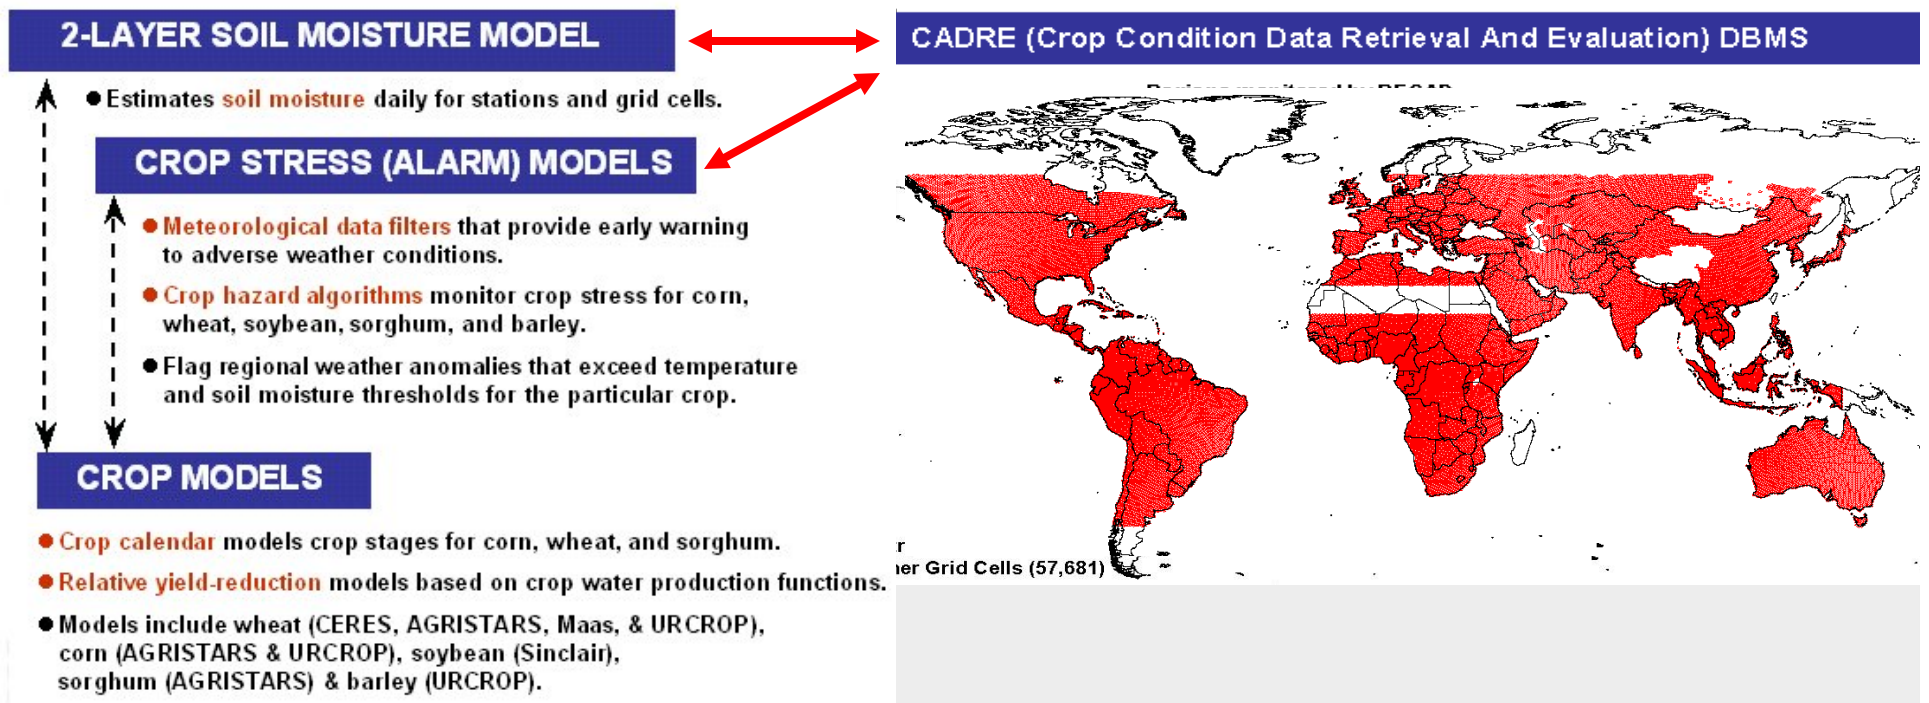 2-LAYER SOIL MOISTURE MODEL
● Estimates soil moisture daily for stations and grid cells.
CROP STRESS (ALARM) MODELS
● Meteorological data filters that provide early warning
to adverse weather conditions.
● Crop hazard algorithms monitor crop stress for corn,
wheat, soybean, sorghum, and barley.
● Flag regional weather anomalies that exceed temperature
and soil moisture thresholds for the particular crop.
CROP MODELS
● Crop calendar models crop stages for corn, wheat, and sorghum.
● Relative yield-reduction models based on crop water production functions.
● Models include wheat (CERES, AGRISTARS, Maas, & URCROP),
corn (AGRISTARS & URCROP), soybean (Sinclair),
sorghum (AGRISTARS) & barley (URCROP).
CADRE (Crop Condition Data Retrieval And Evaluation) DBMS
Grid Cells (57,681)